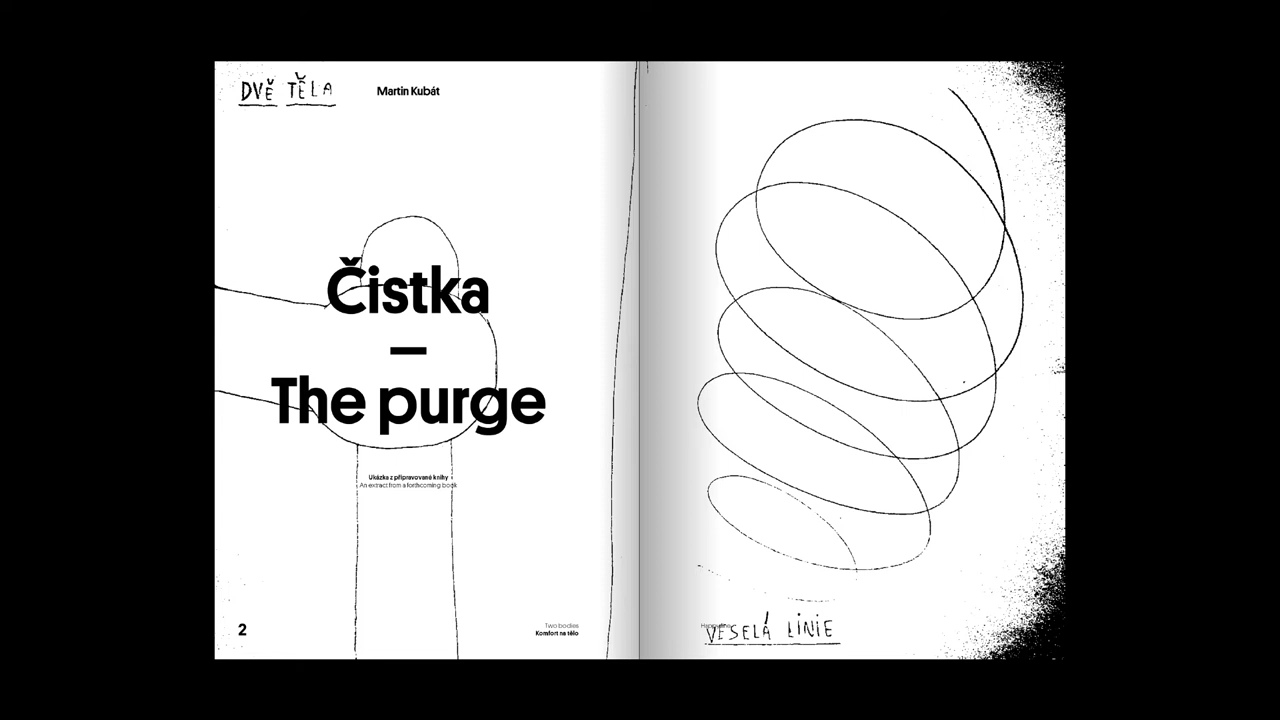 DVĚ TĚLA
Martin Kubát
Čistka
—
The purge
Ukázka z připravované knihy
An extract from a forthcoming book
2
Two bodies
Komfort na tělo
VESELÁ LINIE